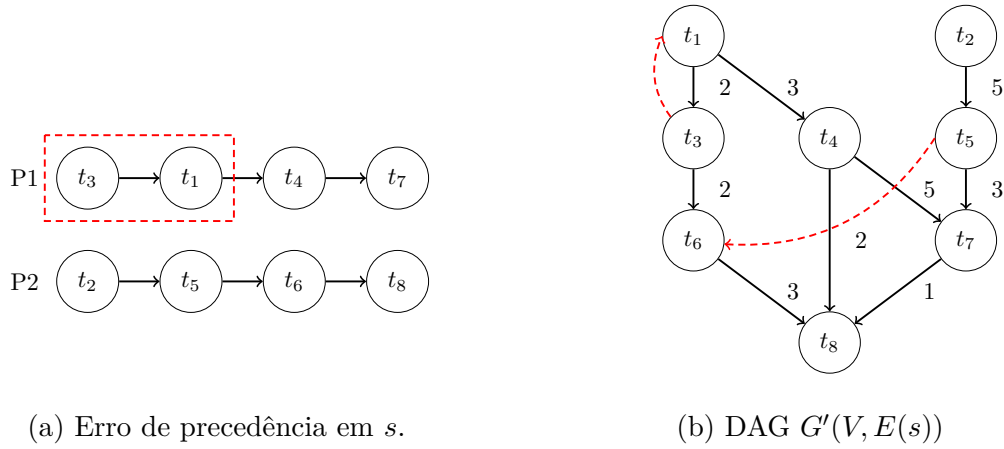 P1 t₃ t₁ t₄ t₇
P2 t₂ t₅ t₆ t₈
(a) Erro de precedência em s.
t₁ t₂
2 3 5
t₃ t₄ t₅
2 5 3
t₆ 2 t₇
3 1
t₈
(b) DAG G′(V, E(s))